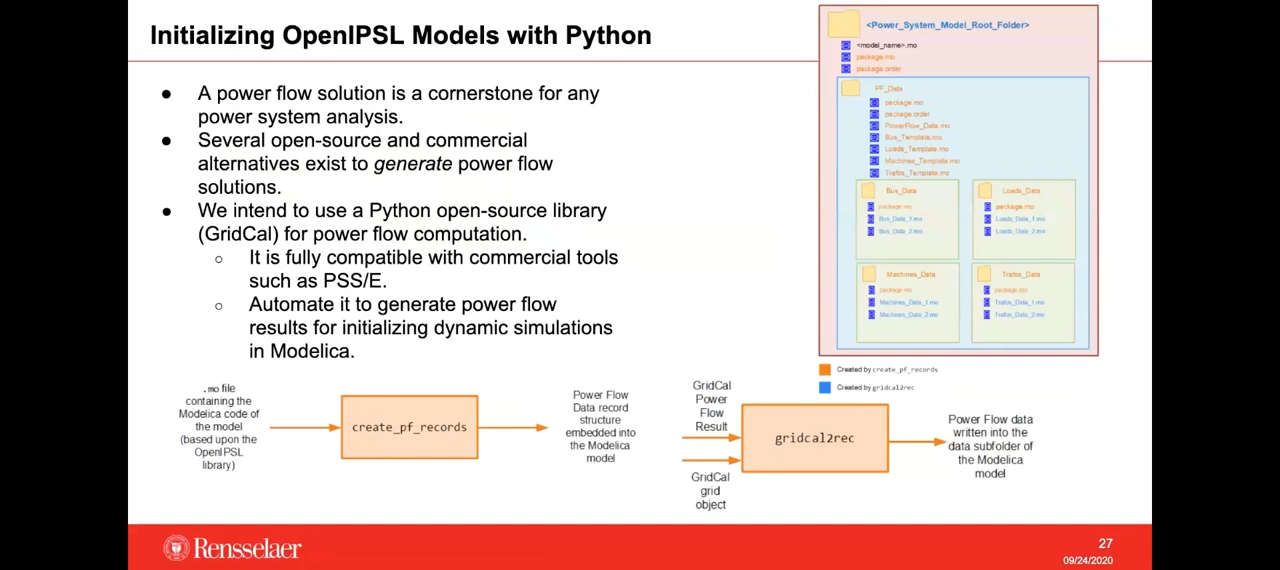 Initializing OpenIPSL Models with Python
● A power flow solution is a cornerstone for any
power system analysis.
● Several open-source and commercial
alternatives exist to generate power flow
solutions.
● We intend to use a Python open-source library
(GridCal) for power flow computation.
○ It is fully compatible with commercial tools
such as PSS/E.
○ Automate it to generate power flow
results for initializing dynamic simulations
in Modelica.
<Power_System_Model_Root_Folder>
<model_name>.mo
package.mo
package.order
PF_Data
package.mo
package.order
PowerFlow_Data.mo
Bus_Template.mo
Loads_Template.mo
Machines_Template.mo
Trafos_Template.mo
Bus_Data
package.mo
Bus_Data_1.mo
Bus_Data_2.mo
Loads_Data
package.mo
Loads_Data_1.mo
Loads_Data_2.mo
Machines_Data
package.mo
Machines_Data_1.mo
Machines_Data_2.mo
Trafos_Data
package.mo
Trafos_Data_1.mo
Trafos_Data_2.mo
Created by create_pf_records
Created by gridcal2rec
.mo file
containing the
Modelica code of
the model
(based upon the
OpenIPSL
library)
create_pf_records
Power Flow
Data record
structure
embedded into
the Modelica
model
GridCal
Power
Flow
Result
GridCal
grid
object
gridcal2rec
Power Flow data
written into the
data subfolder of
the Modelica
model
Rensselaer
27
09/24/2020